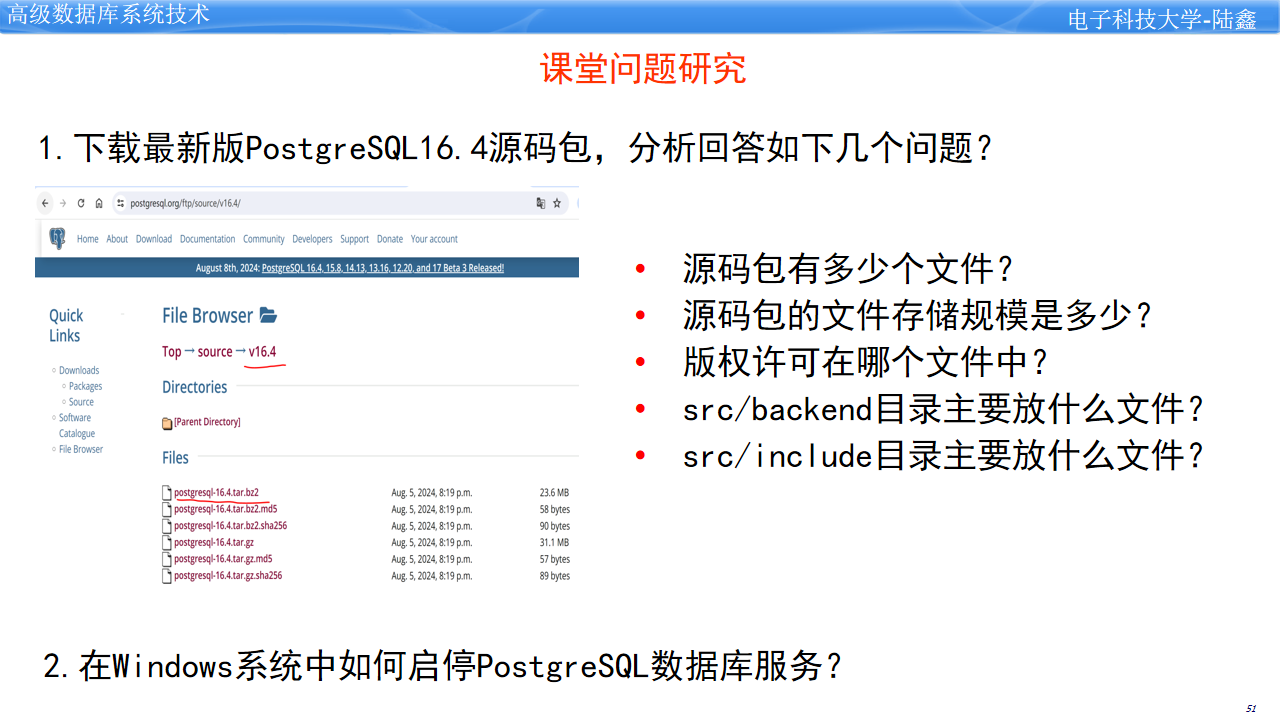 高级数据库系统技术
电子科技大学-陆鑫
课堂问题研究
1.下载最新版PostgreSQL16.4源码包，分析回答如下几个问题？
postgresql.org/ftp/source/v16.4/
Home About Download Documentation Community Developers Support Donate Your account
August 8th, 2024: PostgreSQL 16.4, 15.8, 14.13, 13.16, 12.20, and 17 Beta 3 Released!
Quick
Links
Downloads
Packages
Source
Software
Catalogue
File Browser
File Browser
Top → source → v16.4
Directories
[Parent Directory]
Files
postgresql-16.4.tar.bz2 Aug. 5, 2024, 8:19 p.m. 23.6 MB
postgresql-16.4.tar.bz2.md5 Aug. 5, 2024, 8:19 p.m. 58 bytes
postgresql-16.4.tar.bz2.sha256 Aug. 5, 2024, 8:19 p.m. 90 bytes
postgresql-16.4.tar.gz Aug. 5, 2024, 8:19 p.m. 31.1 MB
postgresql-16.4.tar.gz.md5 Aug. 5, 2024, 8:19 p.m. 57 bytes
postgresql-16.4.tar.gz.sha256 Aug. 5, 2024, 8:19 p.m. 89 bytes
• 源码包有多少个文件？
• 源码包的文件存储规模是多少？
• 版权许可在哪个文件中？
• src/backend目录主要放什么文件？
• src/include目录主要放什么文件？
2.在Windows系统中如何启停PostgreSQL数据库服务？
51